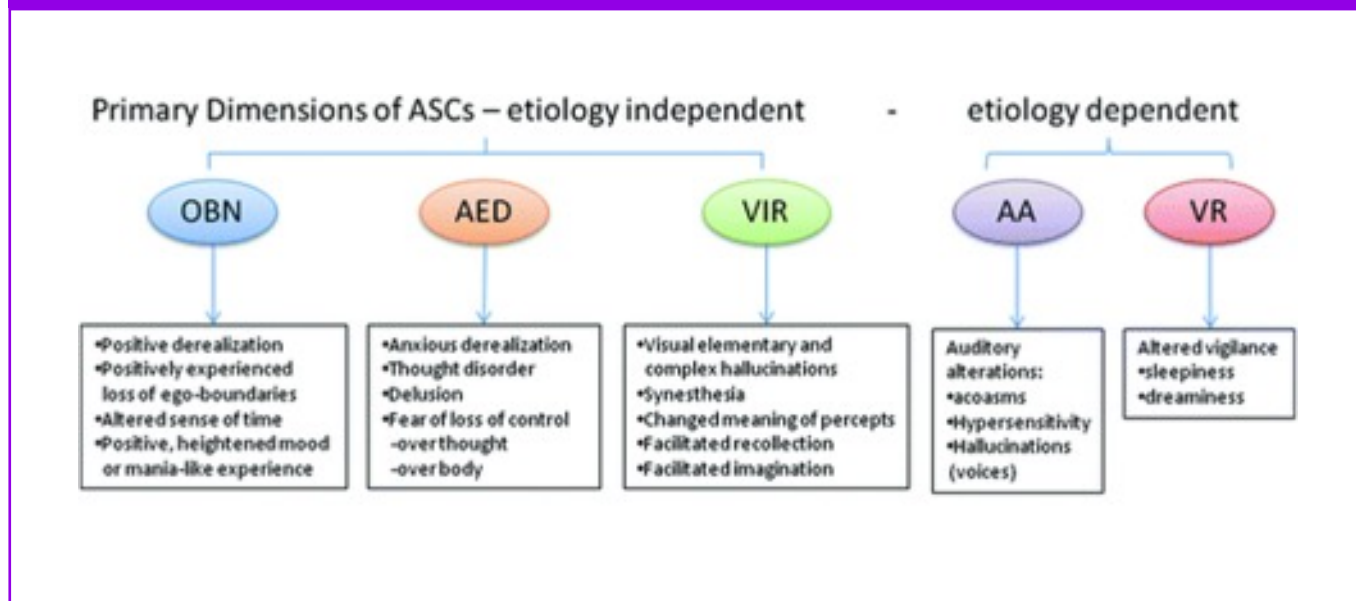 Primary Dimensions of ASCs – etiology independent - etiology dependent
OBN
AED
VIR
AA
VR
•Positive derealization
•Positively experienced
loss of ego-boundaries
•Altered sense of time
•Positive, heightened mood
or mania-like experience
•Anxious derealization
•Thought disorder
•Delusion
•Fear of loss of control
-over thought
-over body
•Visual elementary and
complex hallucinations
•Synesthesia
•Changed meaning of percepts
•Facilitated recollection
•Facilitated imagination
Auditory
alterations:
•acoasms
•Hypersensitivity
•Hallucinations
(voices)
Altered vigilance
•sleepiness
•dreaminess